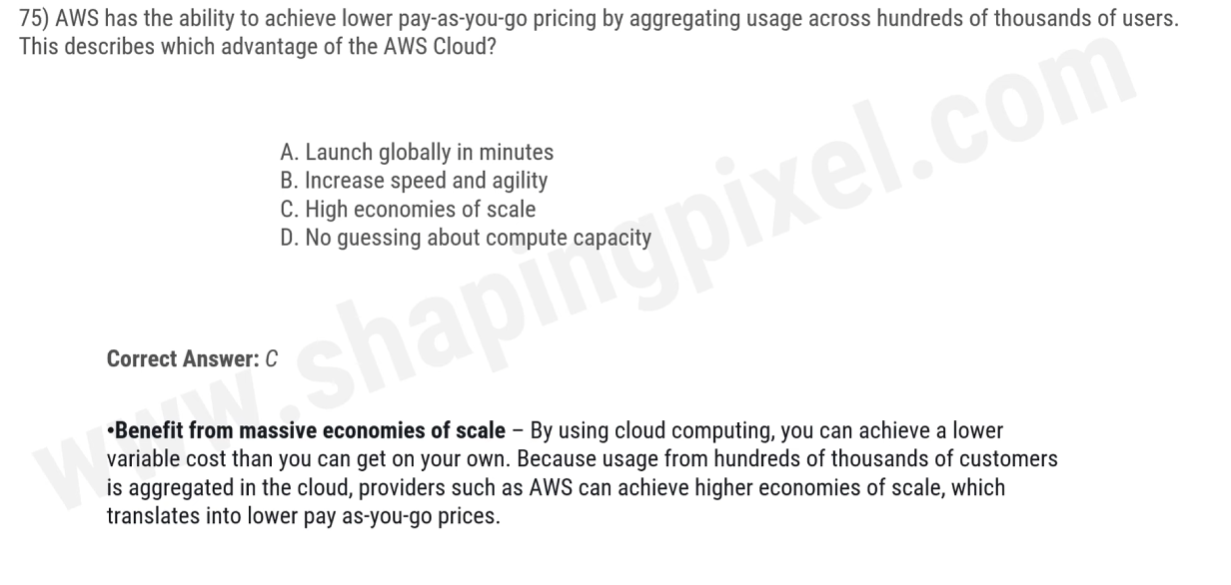 75) AWS has the ability to achieve lower pay-as-you-go pricing by aggregating usage across hundreds of thousands of users.
This describes which advantage of the AWS Cloud?
A. Launch globally in minutes
B. Increase speed and agility
C. High economies of scale
D. No guessing about compute capacity
Correct Answer: C
•Benefit from massive economies of scale – By using cloud computing, you can achieve a lower
variable cost than you can get on your own. Because usage from hundreds of thousands of customers
is aggregated in the cloud, providers such as AWS can achieve higher economies of scale, which
translates into lower pay as-you-go prices.
www.shapingpixel.com